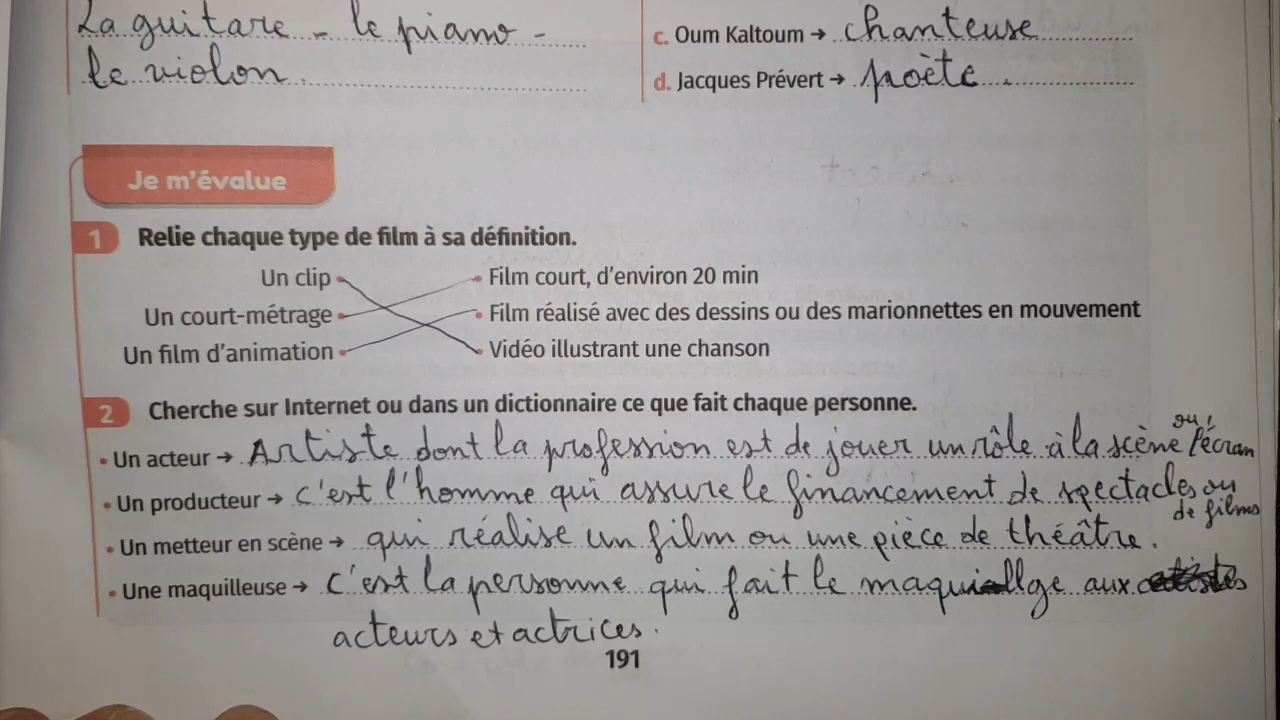 La guitare - le piano -
le violon
c. Oum Kaltoum → chanteuse
d. Jacques Prévert → poète
Je m'évalue
1 Relie chaque type de film à sa définition.
Un clip • • Film court, d'environ 20 min
Un court-métrage • • Film réalisé avec des dessins ou des marionnettes en mouvement
Un film d'animation • • Vidéo illustrant une chanson
2 Cherche sur Internet ou dans un dictionnaire ce que fait chaque personne.
• Un acteur → Artiste dont la profession est de jouer un rôle à la scène ou l'écran
• Un producteur → c'est l'homme qui assure le financement de spectacles ou
de films
• Un metteur en scène → qui réalise un film ou une pièce de théâtre.
• Une maquilleuse → c'est la personne qui fait le maquillge aux
acteurs et actrices.
191